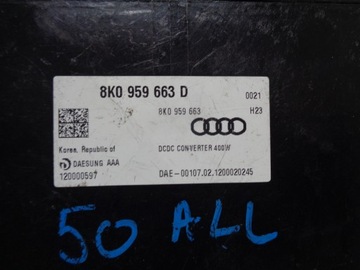 8K0 959 663 D
0021
8K0 959 663
H23
Korea, Republic of
DAESUNG AAA
DCDC CONVERTER 400W
120000597
DAE-00107.02.1200020245
50 ALL